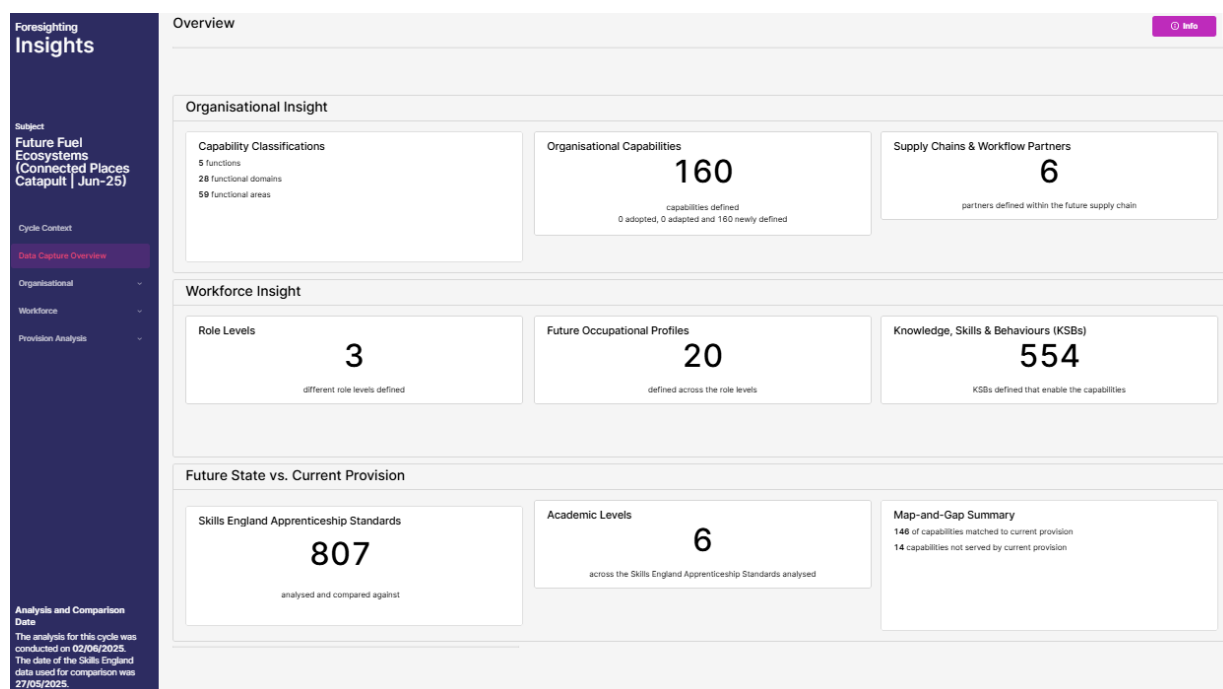 Foresighting
Insights
Subject
Future Fuel
Ecosystems
(Connected Places
Catapult | Jun-25)
Cycle Context
Data Capture Overview
Organisational
Workforce
Provision Analysis
Analysis and Comparison
Date
The analysis for this cycle was
conducted on 02/06/2025.
The date of the Skills England
data used for comparison was
27/05/2025.
Overview
Info
Organisational Insight
Capability Classifications
5 functions
28 functional domains
59 functional areas
Organisational Capabilities
160
capabilities defined
0 adopted, 0 adapted and 160 newly defined
Supply Chains & Workflow Partners
6
partners defined within the future supply chain
Workforce Insight
Role Levels
3
different role levels defined
Future Occupational Profiles
20
defined across the role levels
Knowledge, Skills & Behaviours (KSBs)
554
KSBs defined that enable the capabilities
Future State vs. Current Provision
Skills England Apprenticeship Standards
807
analysed and compared against
Academic Levels
6
across the Skills England Apprenticeship Standards analysed
Map-and-Gap Summary
146 of capabilities matched to current provision
14 capabilities not served by current provision